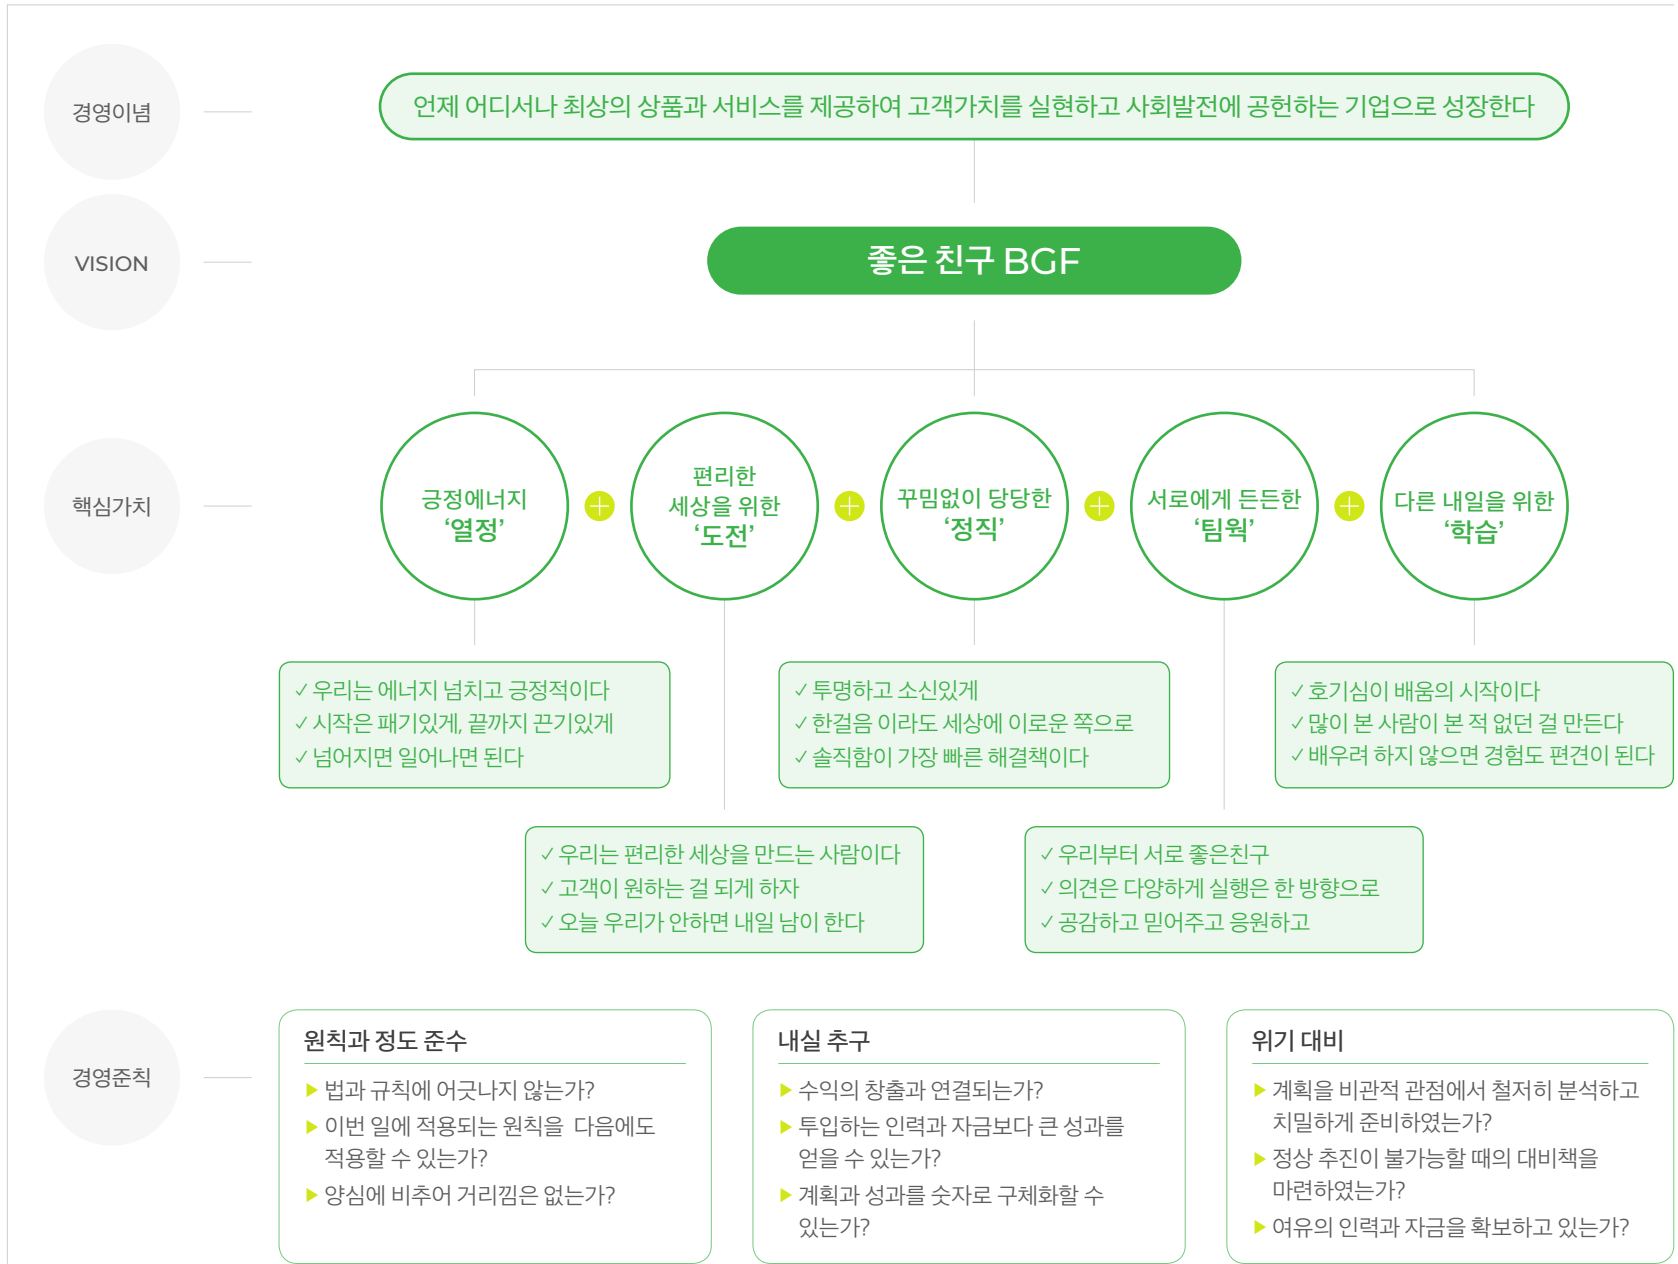 경영이념
언제 어디서나 최상의 상품과 서비스를 제공하여 고객가치를 실현하고 사회발전에 공헌하는 기업으로 성장한다
VISION
좋은 친구 BGF
핵심가치
긍정에너지
‘열정’
편리한
세상을 위한
‘도전’
꾸밈없이 당당한
‘정직’
서로에게 든든한
‘팀웍’
다른 내일을 위한
‘학습’
✓ 우리는 에너지 넘치고 긍정적이다
✓ 시작은 패기있게, 끝까지 끈기있게
✓ 넘어지면 일어나면 된다
✓ 투명하고 소신있게
✓ 한걸음 이라도 세상에 이로운 쪽으로
✓ 솔직함이 가장 빠른 해결책이다
✓ 호기심이 배움의 시작이다
✓ 많이 본 사람이 본 적 없던 걸 만든다
✓ 배우려 하지 않으면 경험도 편견이 된다
✓ 우리는 편리한 세상을 만드는 사람이다
✓ 고객이 원하는 걸 되게 하자
✓ 오늘 우리가 안하면 내일 남이 한다
✓ 우리부터 서로 좋은친구
✓ 의견은 다양하게 실행은 한 방향으로
✓ 공감하고 믿어주고 응원하고
경영준칙
원칙과 정도 준수
▶ 법과 규칙에 어긋나지 않는가?
▶ 이번 일에 적용되는 원칙을 다음에도
적용할 수 있는가?
▶ 양심에 비추어 거리낌은 없는가?
내실 추구
▶ 수익의 창출과 연결되는가?
▶ 투입하는 인력과 자금보다 큰 성과를
얻을 수 있는가?
▶ 계획과 성과를 숫자로 구체화할 수
있는가?
위기 대비
▶ 계획을 비관적 관점에서 철저히 분석하고
치밀하게 준비하였는가?
▶ 정상 추진이 불가능할 때의 대비책을
마련하였는가?
▶ 여유의 인력과 자금을 확보하고 있는가?